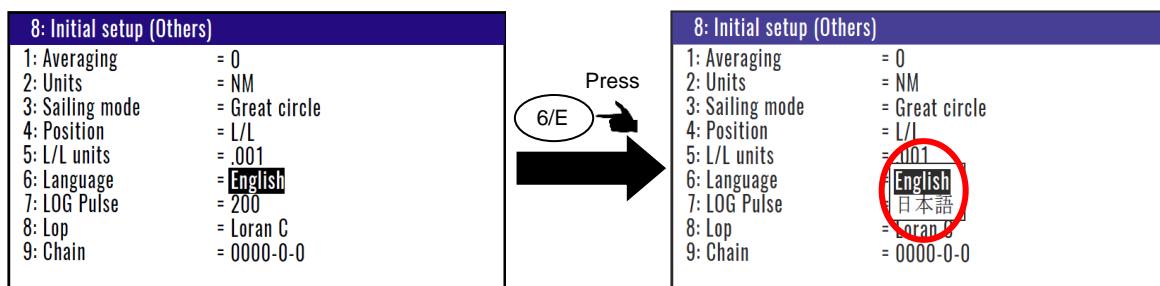 8: Initial setup (Others)
1: Averaging = 0
2: Units = NM
3: Sailing mode = Great circle
4: Position = L/L
5: L/L units = .001
6: Language = English
7: LOG Pulse = 200
8: Lop = Loran C
9: Chain = 0000-0-0
Press
6/E
8: Initial setup (Others)
1: Averaging = 0
2: Units = NM
3: Sailing mode = Great circle
4: Position = L/L
5: L/L units = .001
6: Language English
7: LOG Pulse 日本語
8: Lop = Loran C
9: Chain = 0000-0-0